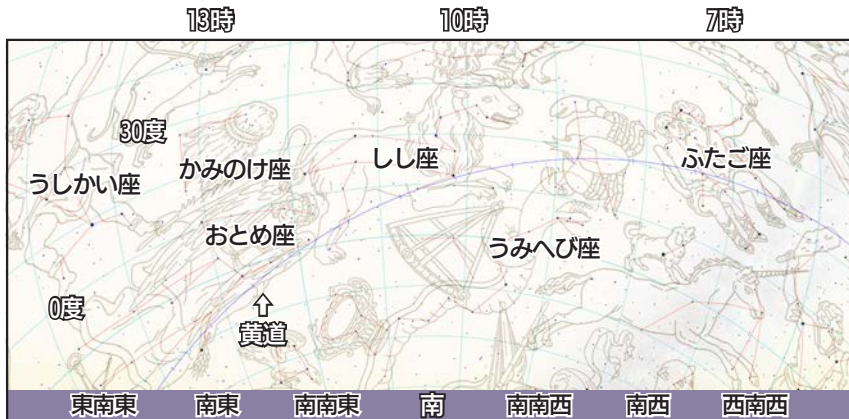 13時 10時 7時
30度
うしかい座
かみのけ座
しし座
ふたご座
おとめ座
うみへび座
0度
⇧
黄道
東南東 南東 南南東 南 南南西 南西 西南西